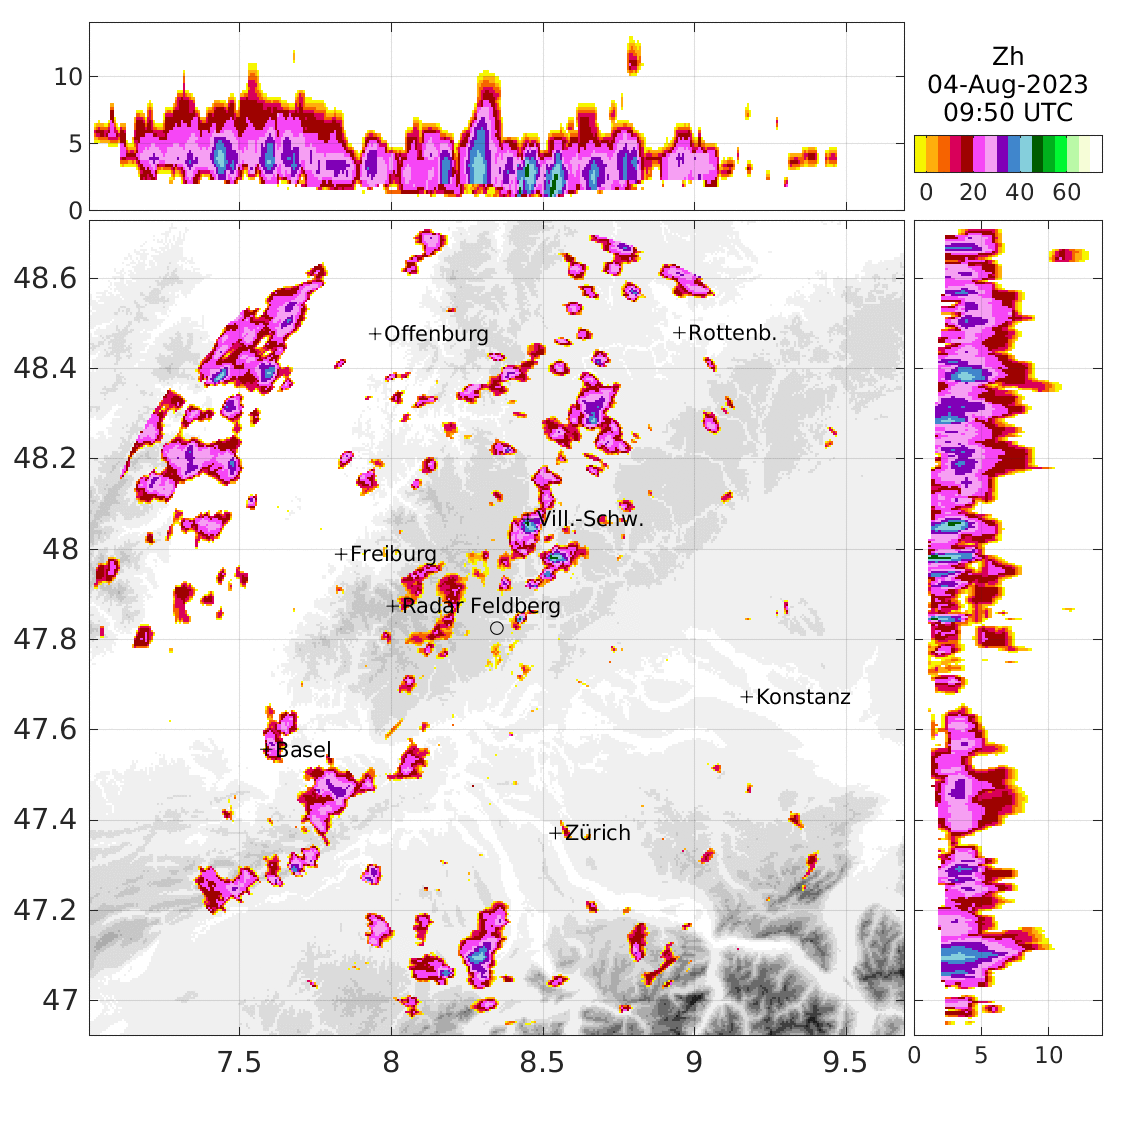 10
5
0
Zh
04-Aug-2023
09:50 UTC
0 20 40 60
48.6
48.4
48.2
48
47.8
47.6
47.4
47.2
47
+Offenburg
+Rottenb.
+Vill.-Schw.
+Freiburg
+Radar Feldberg
+Konstanz
+Basel
+Zürich
7.5 8 8.5 9 9.5
0 5 10